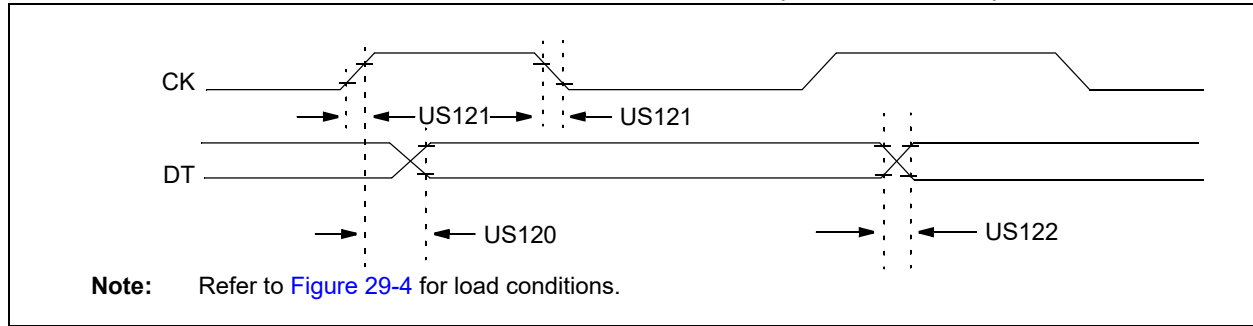 CK
US121
US121
DT
US120
US122
Note: Refer to Figure 29-4 for load conditions.